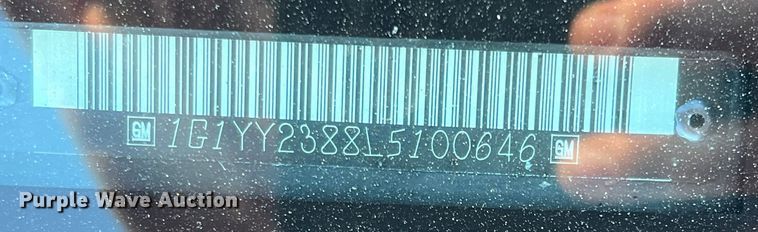 GM 1G1YY2388L5100646 GM
Purple Wave Auction